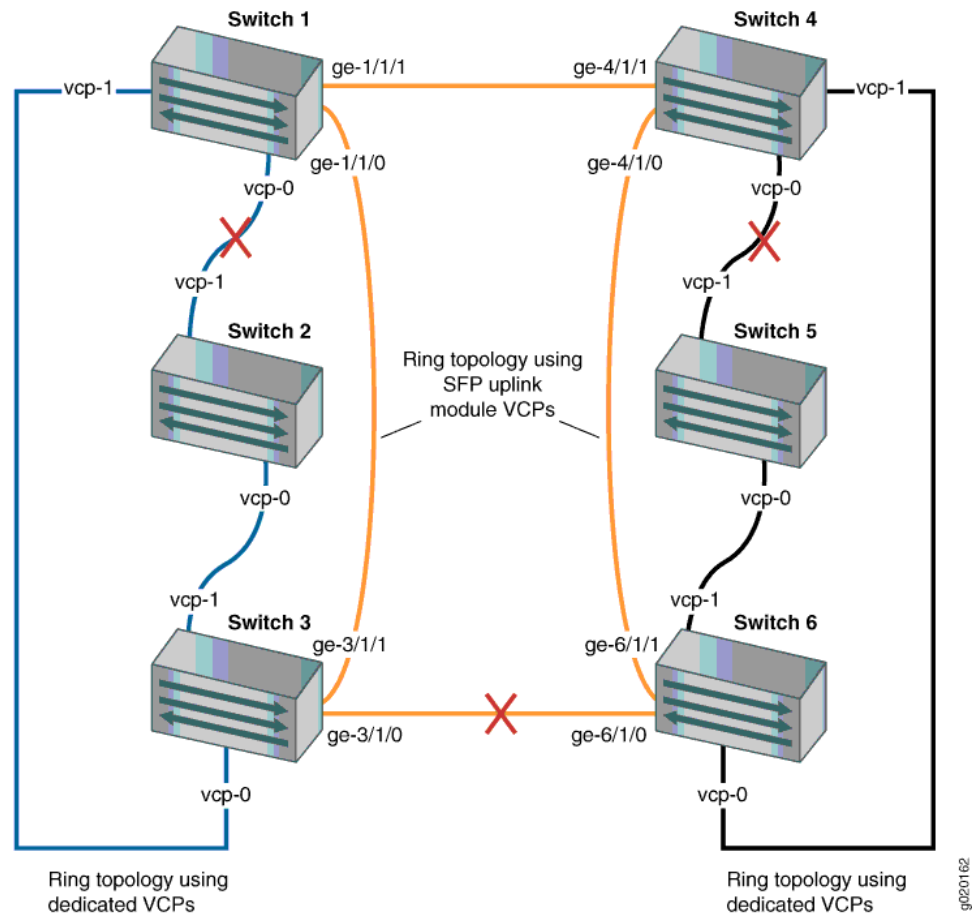 Switch 1
Switch 4
vcp-1
ge-1/1/1
ge-4/1/1
vcp-1
ge-1/1/0
ge-4/1/0
vcp-0
vcp-0
vcp-1
vcp-1
Switch 2
Switch 5
Ring topology using
SFP uplink
module VCPs
vcp-0
vcp-0
vcp-1
vcp-1
Switch 3
Switch 6
ge-3/1/1
ge-6/1/1
ge-3/1/0
ge-6/1/0
vcp-0
vcp-0
Ring topology using
dedicated VCPs
Ring topology using
dedicated VCPs
g020162